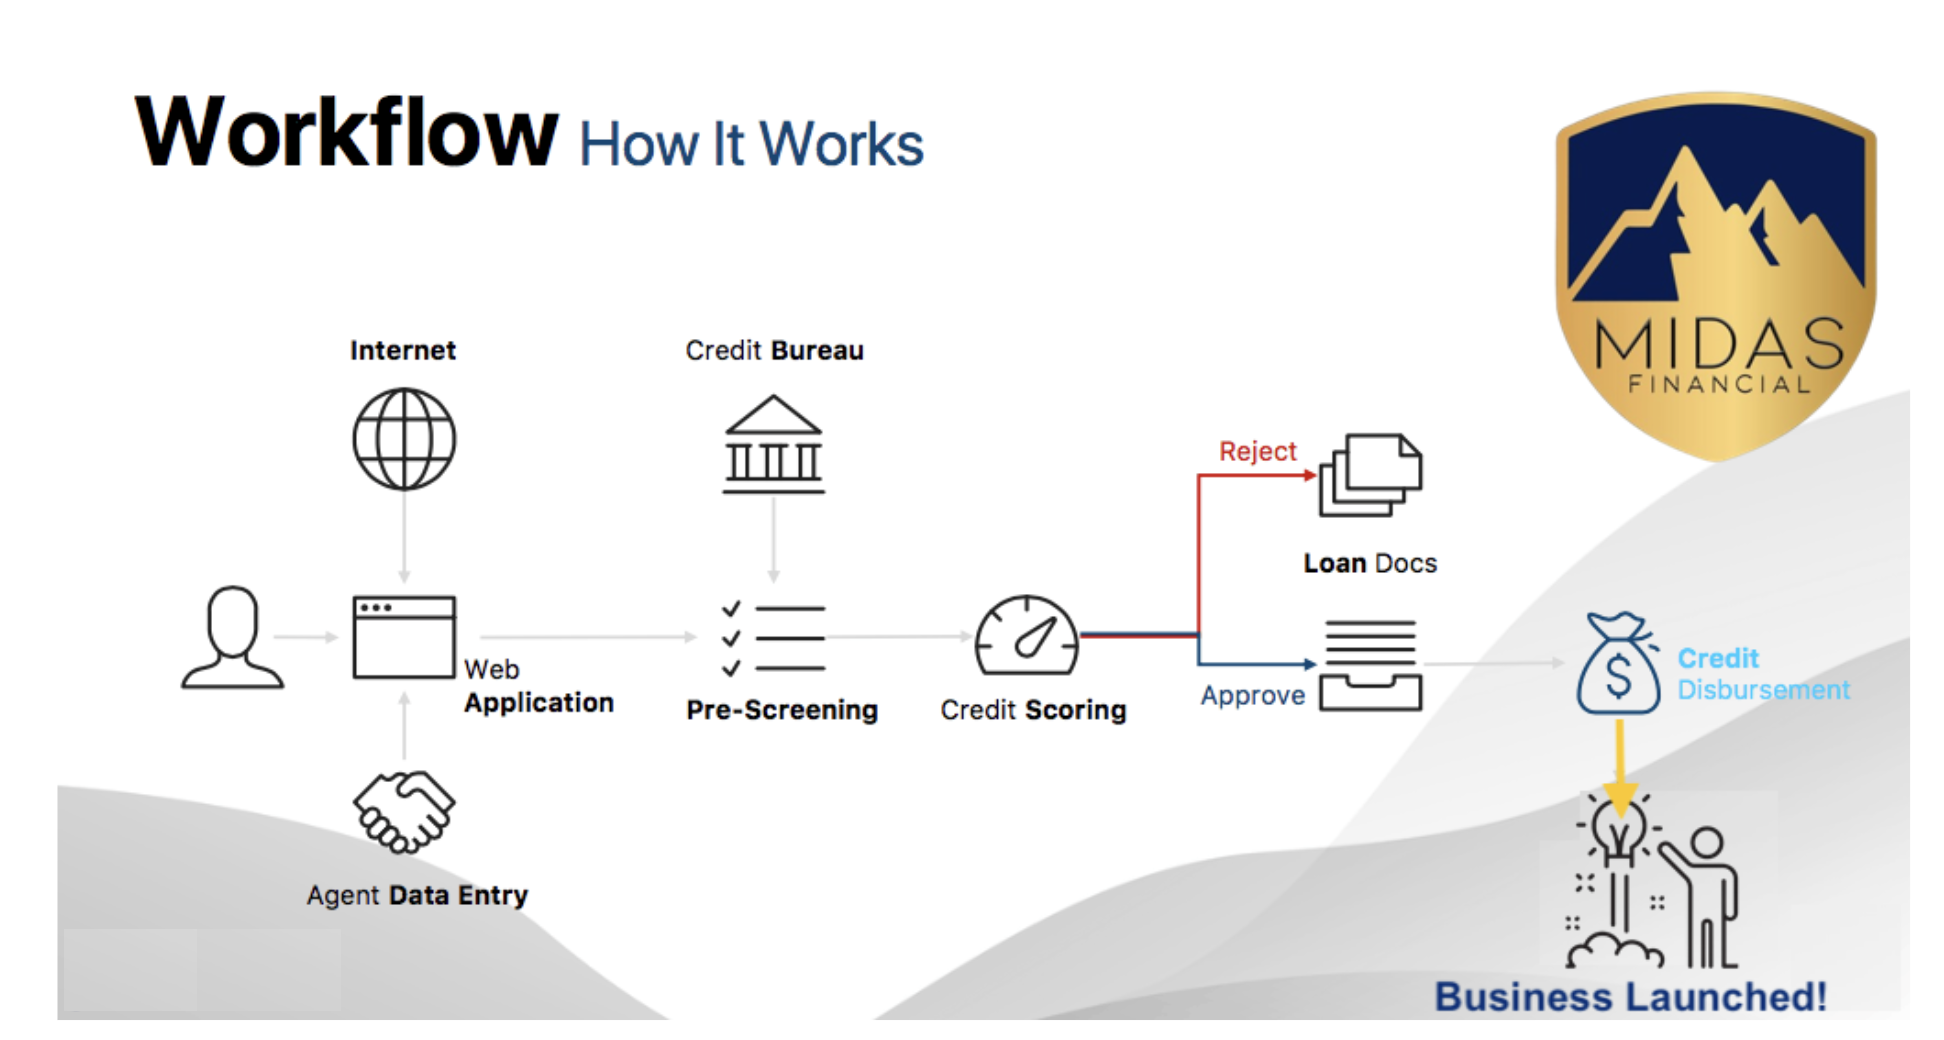 Workflow How It Works
MIDAS
FINANCIAL
Internet
Credit Bureau
Reject
Loan Docs
Web
Application
Pre-Screening
Credit Scoring
Approve
Credit
Disbursement
Agent Data Entry
Business Launched!